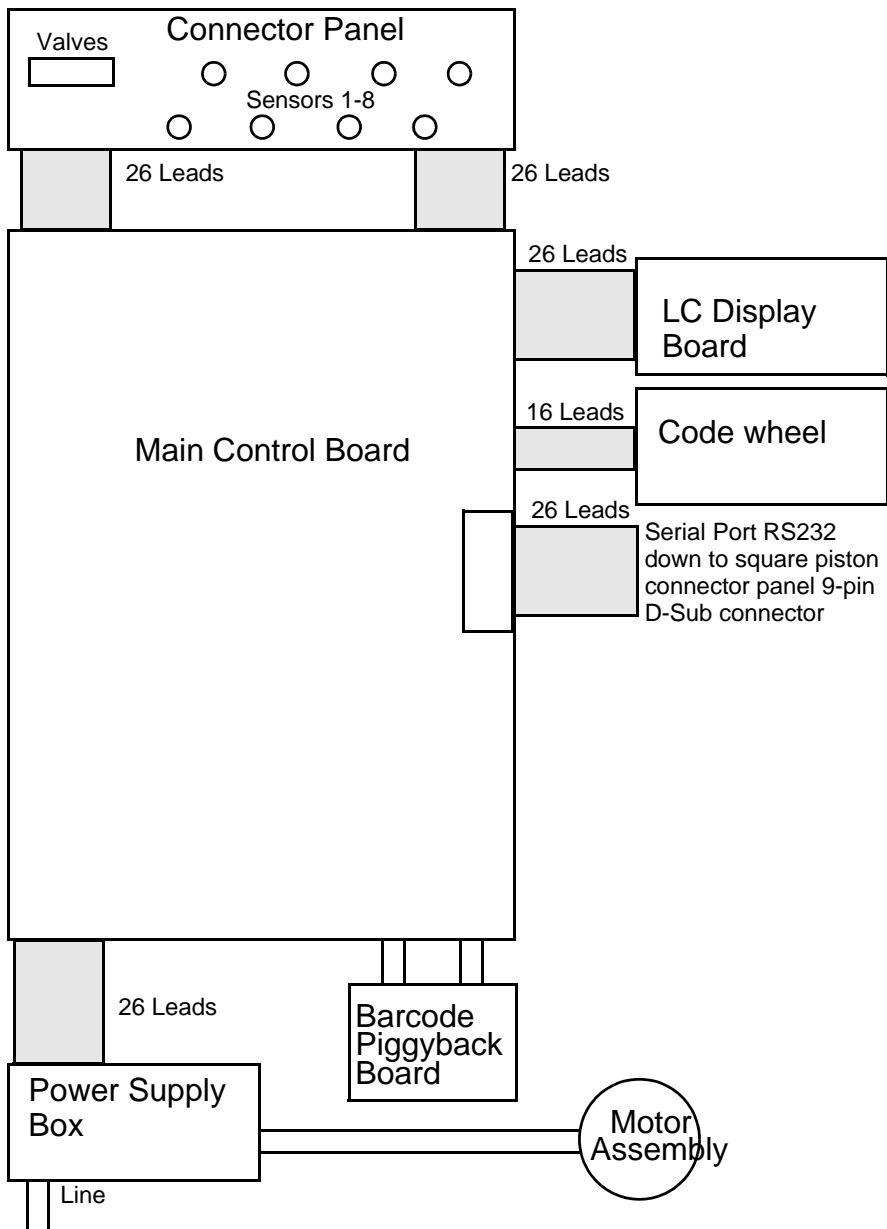 Connector Panel
Valves
Sensors 1-8
26 Leads
26 Leads
26 Leads
LC Display
Board
16 Leads
Code wheel
Main Control Board
26 Leads
Serial Port RS232
down to square piston
connector panel 9-pin
D-Sub connector
26 Leads
Barcode
Piggyback
Board
Power Supply
Box
Motor
Assembly
Line